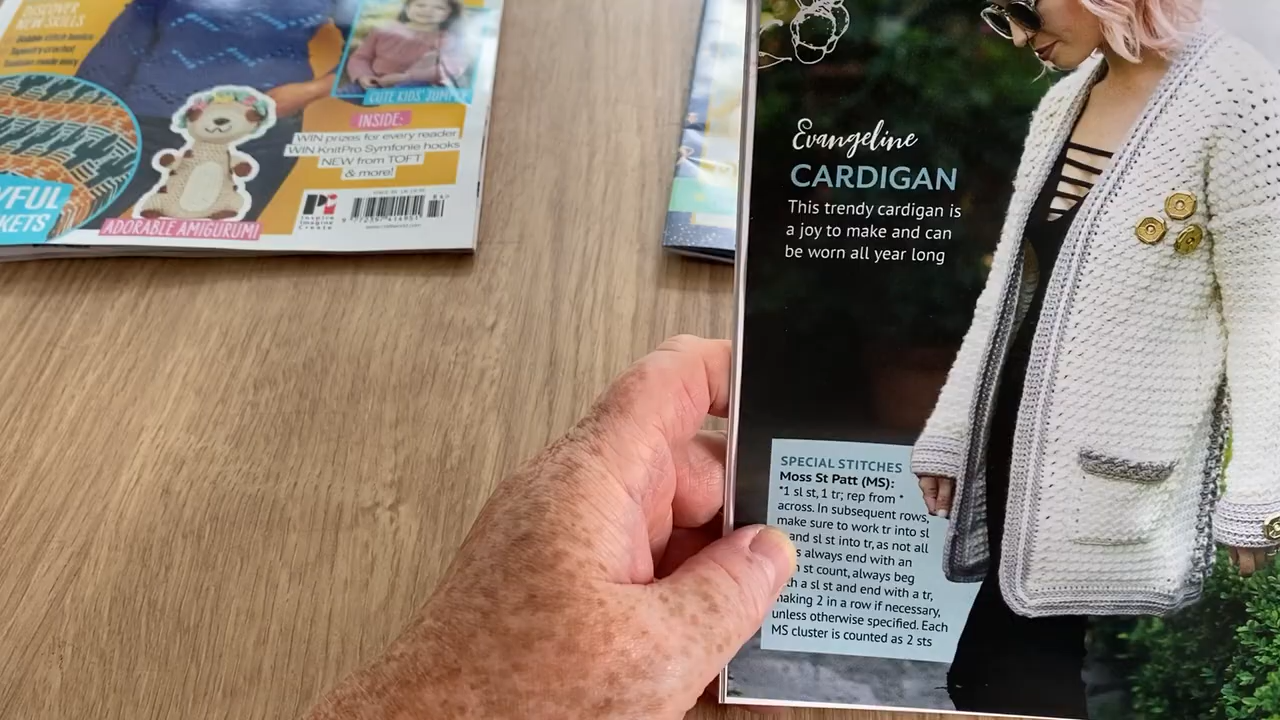 DISCOVER
NEW SKILLS
Tapestry crochet
CUTE KIDS' JUMPER
INSIDE:
WIN prizes for every reader
WIN KnitPro Symfonie hooks
NEW from TOFT
& more!
Inspire
Imagine
Create
ADORABLE AMIGURUMI
Evangeline
CARDIGAN
This trendy cardigan is
a joy to make and can
be worn all year long
SPECIAL STITCHES
Moss St Patt (MS):
*1 sl st, 1 tr; rep from *
across. In subsequent rows,
make sure to work tr into sl
and sl st into tr, as not all
always end with an
st count, always beg
a sl st and end with a tr,
making 2 in a row if necessary,
unless otherwise specified. Each
MS cluster is counted as 2 sts